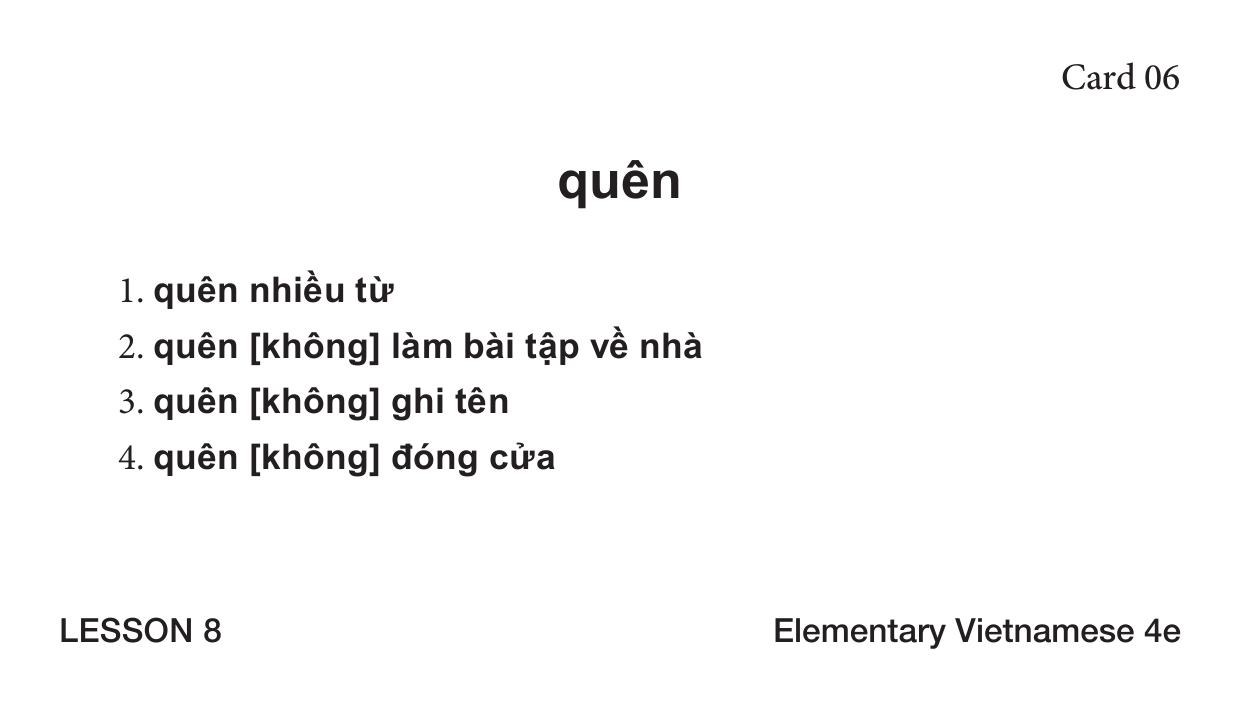 Card 06
quên
1. quên nhiều từ
2. quên [không] làm bài tập về nhà
3. quên [không] ghi tên
4. quên [không] đóng cửa
LESSON 8
Elementary Vietnamese 4e